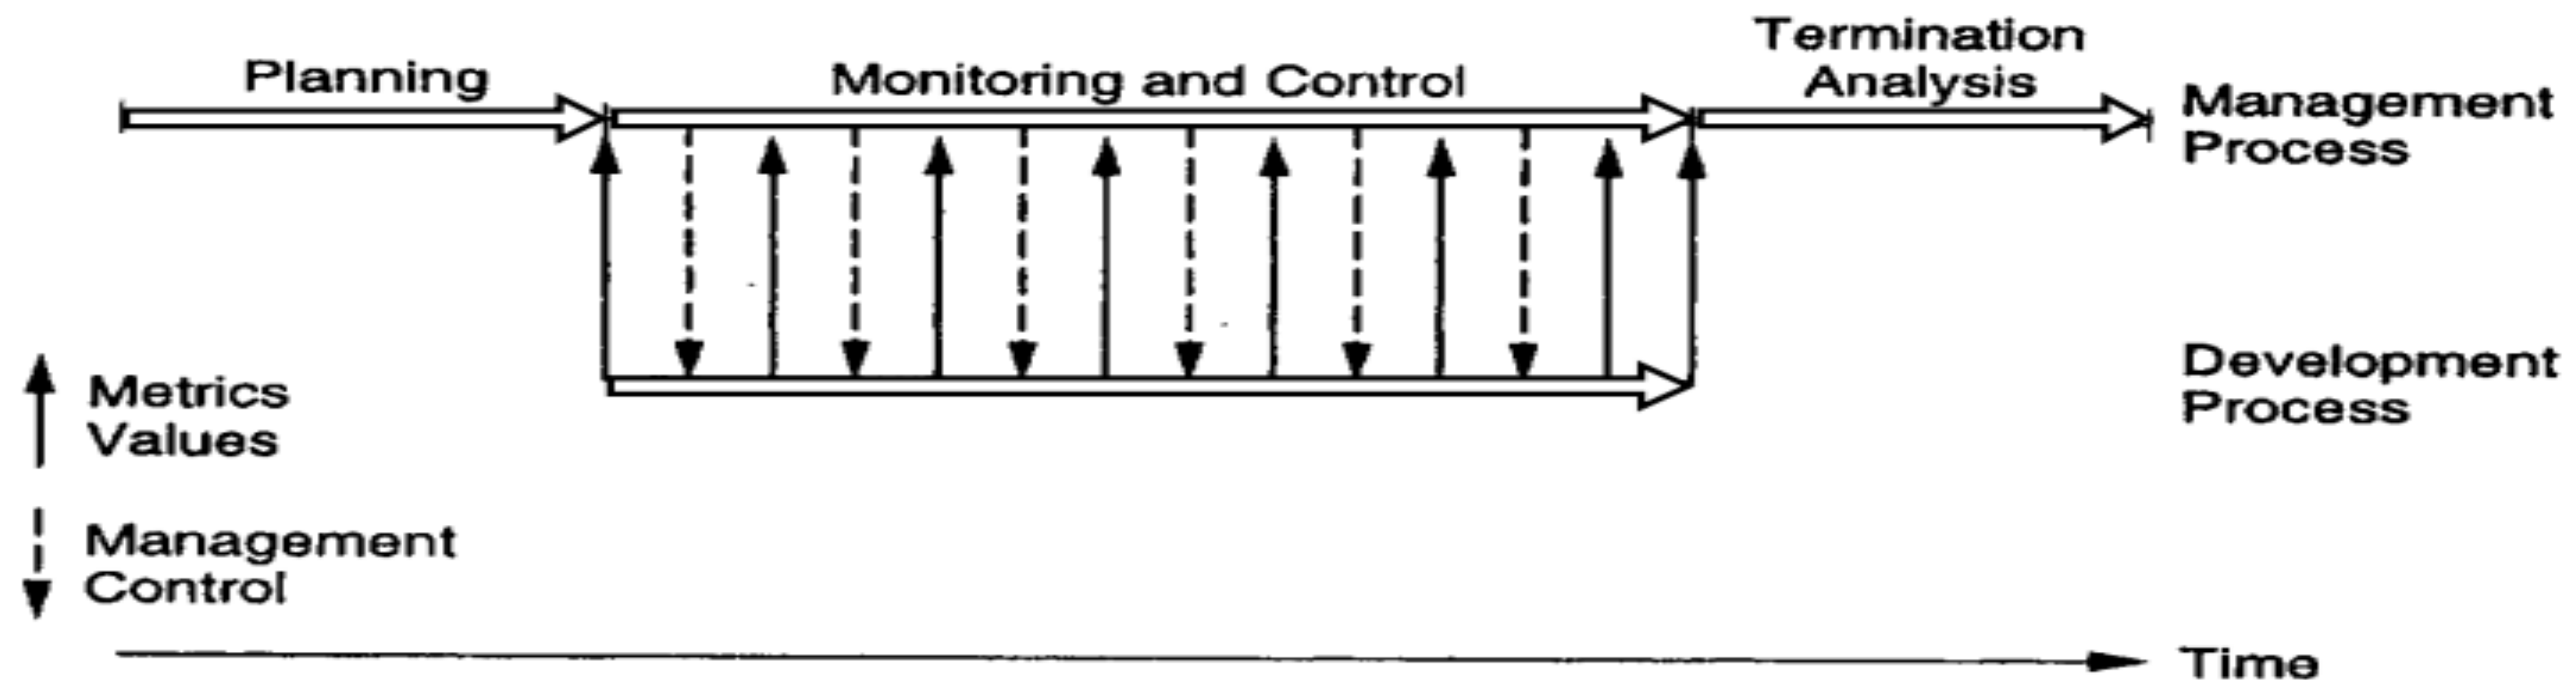 Planning
Monitoring and Control
Termination
Analysis
Management
Process
Development
Process
Metrics
Values
Management
Control
Time